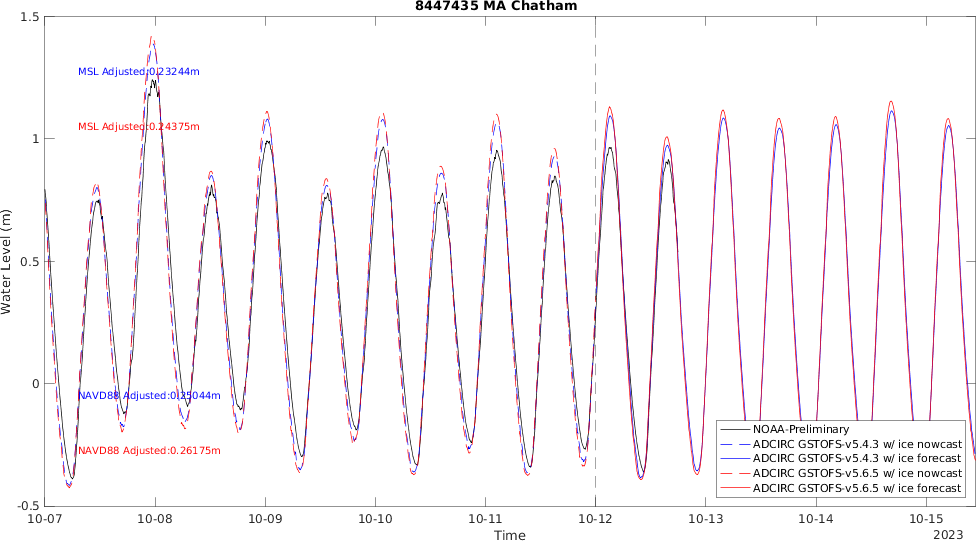 8447435 MA Chatham
1.5
1
0.5
0
-0.5
Water Level (m)
MSL Adjusted:0.23244m
MSL Adjusted:0.24375m
NAVD88 Adjusted:0.25044m
NAVD88 Adjusted:0.26175m
NOAA-Preliminary
ADCIRC GSTOFS-v5.4.3 w/ ice nowcast
ADCIRC GSTOFS-v5.4.3 w/ ice forecast
ADCIRC GSTOFS-v5.6.5 w/ ice nowcast
ADCIRC GSTOFS-v5.6.5 w/ ice forecast
10-07 10-08 10-09 10-10 10-11 10-12 10-13 10-14 10-15
Time
2023